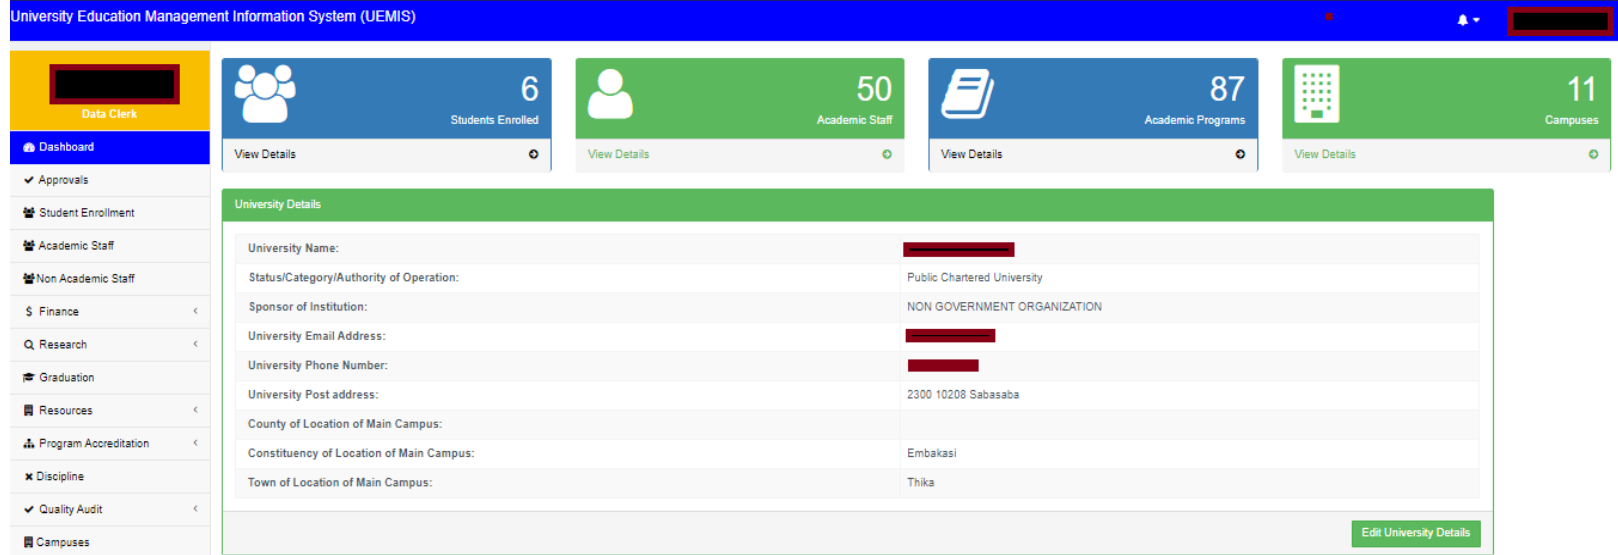 University Education Management Information System (UEMIS)
Data Clerk
Dashboard
Approvals
Student Enrollment
Academic Staff
Non Academic Staff
$ Finance
Research
Graduation
Resources
Program Accreditation
Discipline
Quality Audit
Campuses
6
Students Enrolled
View Details
50
Academic Staff
View Details
87
Academic Programs
View Details
11
Campuses
View Details
University Details
University Name:
Status/Category/Authority of Operation: Public Chartered University
Sponsor of Institution: NON GOVERNMENT ORGANIZATION
University Email Address:
University Phone Number:
University Post address: 2300 10208 Sabasaba
County of Location of Main Campus:
Constituency of Location of Main Campus: Embakasi
Town of Location of Main Campus: Thika
Edit University Details